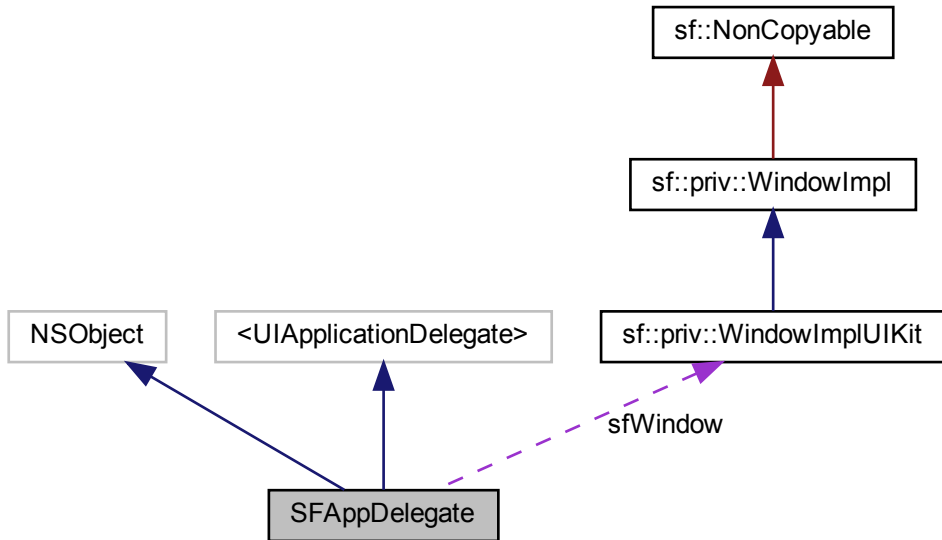 sf::NonCopyable
sf::priv::WindowImpl
NSObject
<UIApplicationDelegate>
sf::priv::WindowImplUIKit
sfWindow
SFAppDelegate